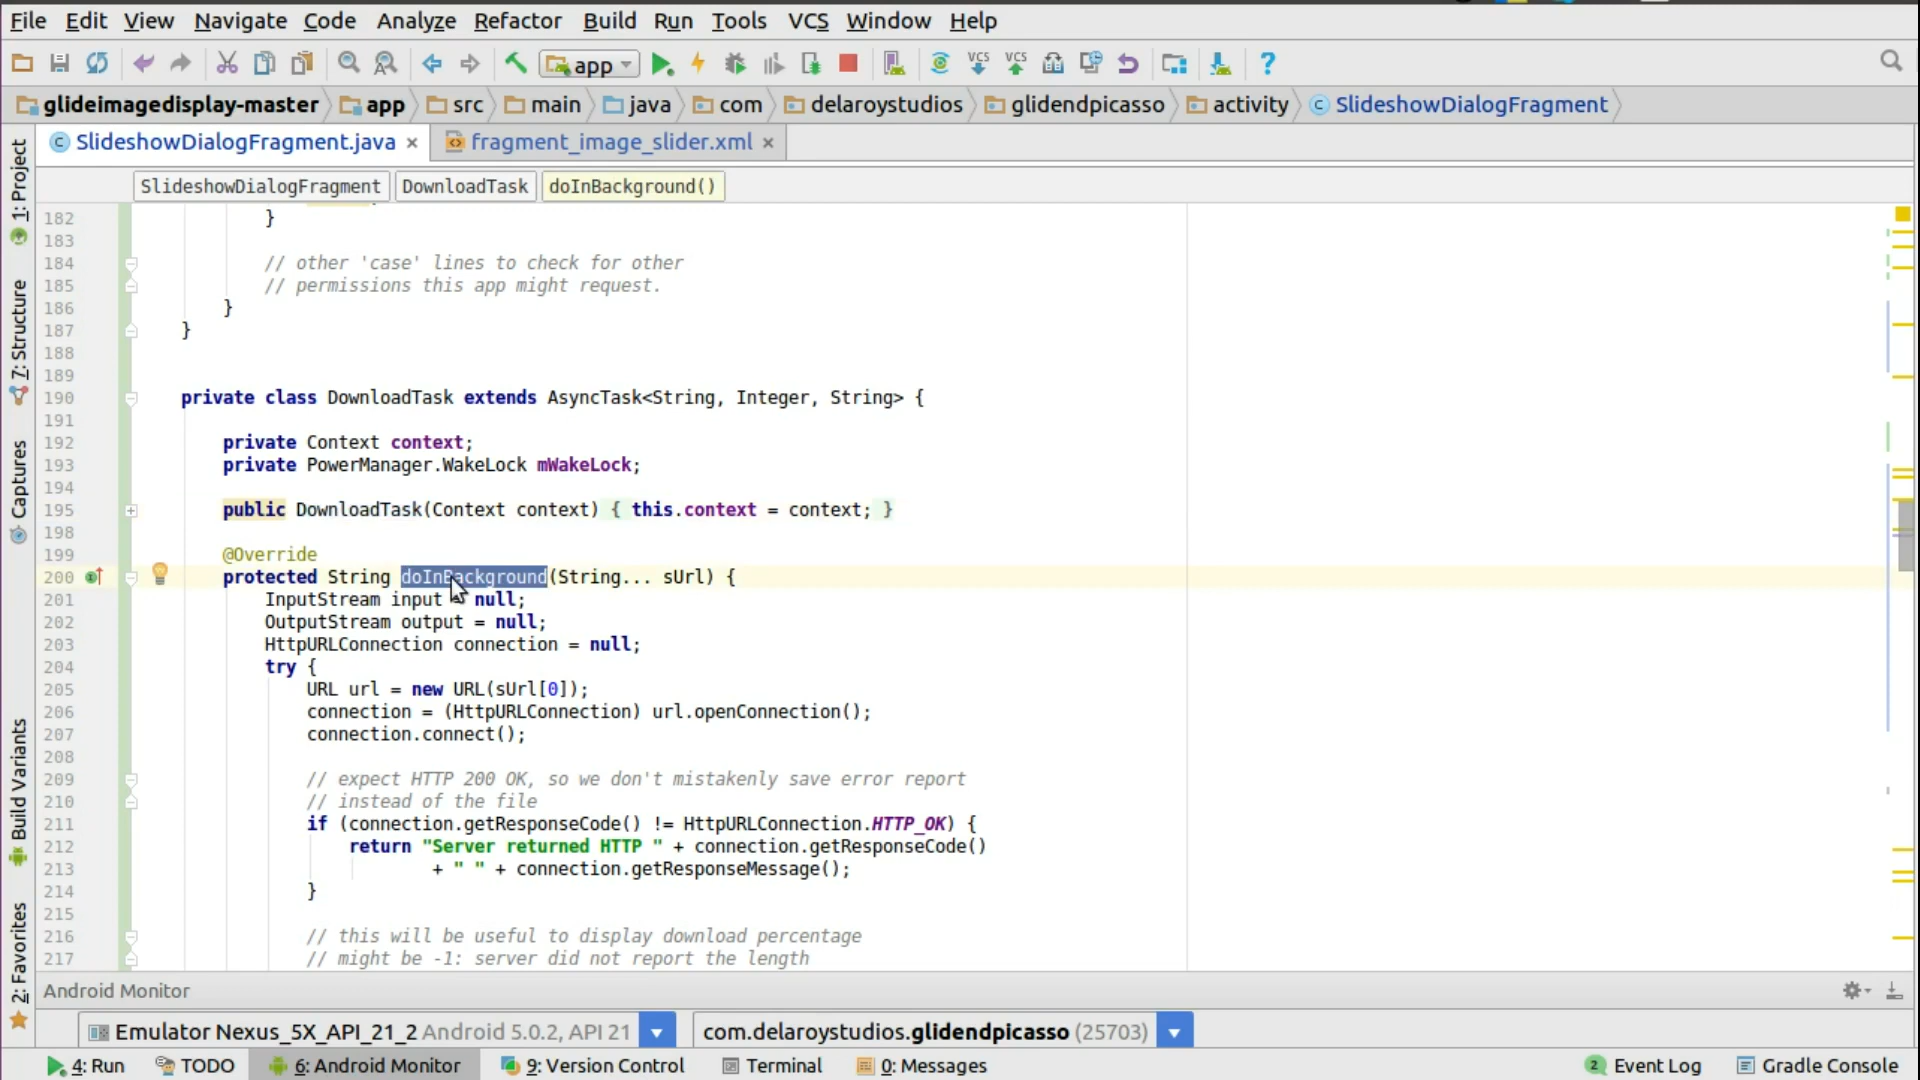 File Edit View Navigate Code Analyze Refactor Build Run Tools VCS Window Help
app VCS VCS ?
glideimagedisplay-master app src main java com delaroystudios glidendpicasso activity SlideshowDialogFragment
SlideshowDialogFragment.java fragment_image_slider.xml
SlideshowDialogFragment DownloadTask doInBackground()
1: Project
7: Structure
Captures
Build Variants
2: Favorites
182 }
183
184 // other 'case' lines to check for other
185 // permissions this app might request.
186 }
187 }
188
189
190 private class DownloadTask extends AsyncTask<String, Integer, String> {
191
192 private Context context;
193 private PowerManager.WakeLock mWakeLock;
194
195 public DownloadTask(Context context) { this.context = context; }
198
199 @Override
200 protected String doInBackground(String... sUrl) {
201 InputStream input = null;
202 OutputStream output = null;
203 HttpURLConnection connection = null;
204 try {
205 URL url = new URL(sUrl[0]);
206 connection = (HttpURLConnection) url.openConnection();
207 connection.connect();
208
209 // expect HTTP 200 OK, so we don't mistakenly save error report
210 // instead of the file
211 if (connection.getResponseCode() != HttpURLConnection.HTTP_OK) {
212 return "Server returned HTTP " + connection.getResponseCode()
213 + " " + connection.getResponseMessage();
214 }
215
216 // this will be useful to display download percentage
217 // might be -1: server did not report the length
Android Monitor
Emulator Nexus_5X_API_21_2 Android 5.0.2, API 21 com.delaroystudios.glidendpicasso (25703)
4: Run TODO 6: Android Monitor 9: Version Control Terminal 0: Messages 2 Event Log Gradle Console